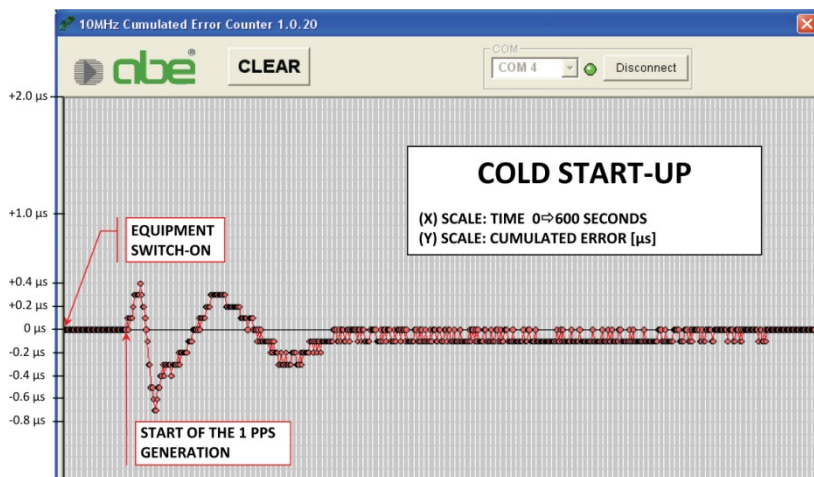 10MHz Cumulated Error Counter 1.0.20
abe®
CLEAR
COM
COM 4
Disconnect
+2.0 µs
COLD START-UP
(X) SCALE: TIME 0⇨600 SECONDS
(Y) SCALE: CUMULATED ERROR [µs]
+1.0 µs
EQUIPMENT
SWITCH-ON
+0.4 µs
+0.2 µs
0 µs
-0.2 µs
-0.4 µs
-0.6 µs
-0.8 µs
START OF THE 1 PPS
GENERATION